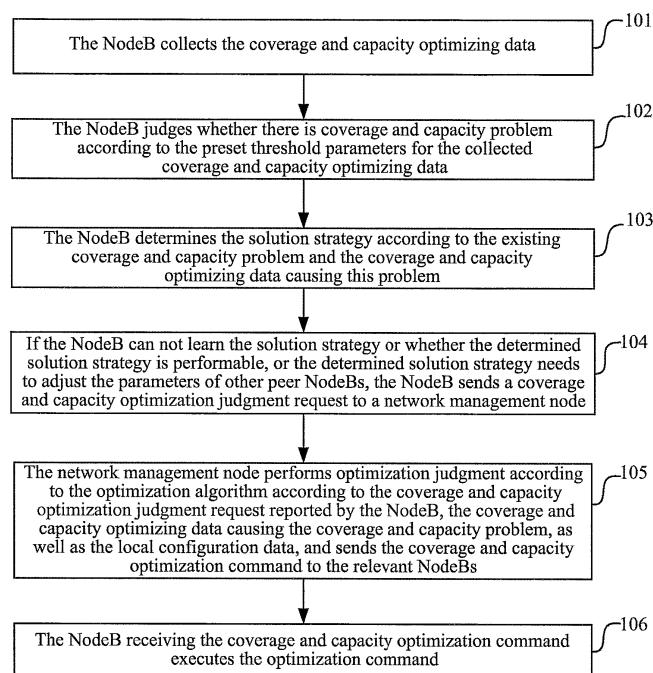 The NodeB collects the coverage and capacity optimizing data
101
The NodeB judges whether there is coverage and capacity problem
according to the preset threshold parameters for the collected
coverage and capacity optimizing data
102
The NodeB determines the solution strategy according to the existing
coverage and capacity problem and the coverage and capacity
optimizing data causing this problem
103
If the NodeB can not learn the solution strategy or whether the determined
solution strategy is performable, or the determined solution strategy needs
to adjust the parameters of other peer NodeBs, the NodeB sends a coverage
and capacity optimization judgment request to a network management node
104
The network management node performs optimization judgment according
to the optimization algorithm according to the coverage and capacity
optimization judgment request reported by the NodeB, the coverage and
capacity optimizing data causing the coverage and capacity problem, as
well as the local configuration data, and sends the coverage and capacity
optimization command to the relevant NodeBs
105
The NodeB receiving the coverage and capacity optimization command
executes the optimization command
106